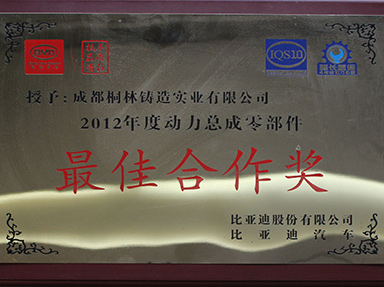 BYD
IQS10
授予：成都桐林铸造实业有限公司
2012年度动力总成零部件
最佳合作奖
比亚迪股份有限公司
比亚迪汽车